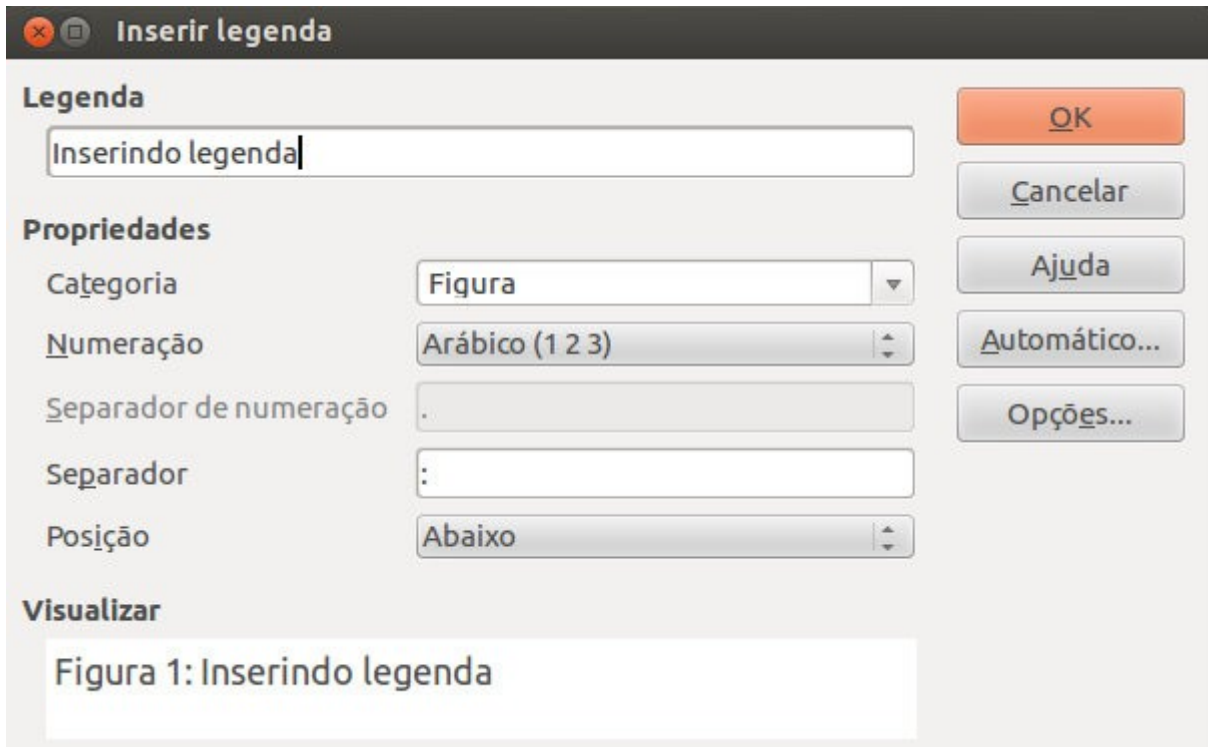 Inserir legenda
Legenda
Inserindo legenda
OK
Cancelar
Ajuda
Automático...
Opções...
Propriedades
Categoria Figura
Numeração Arábico (1 2 3)
Separador de numeração .
Separador :
Posição Abaixo
Visualizar
Figura 1: Inserindo legenda